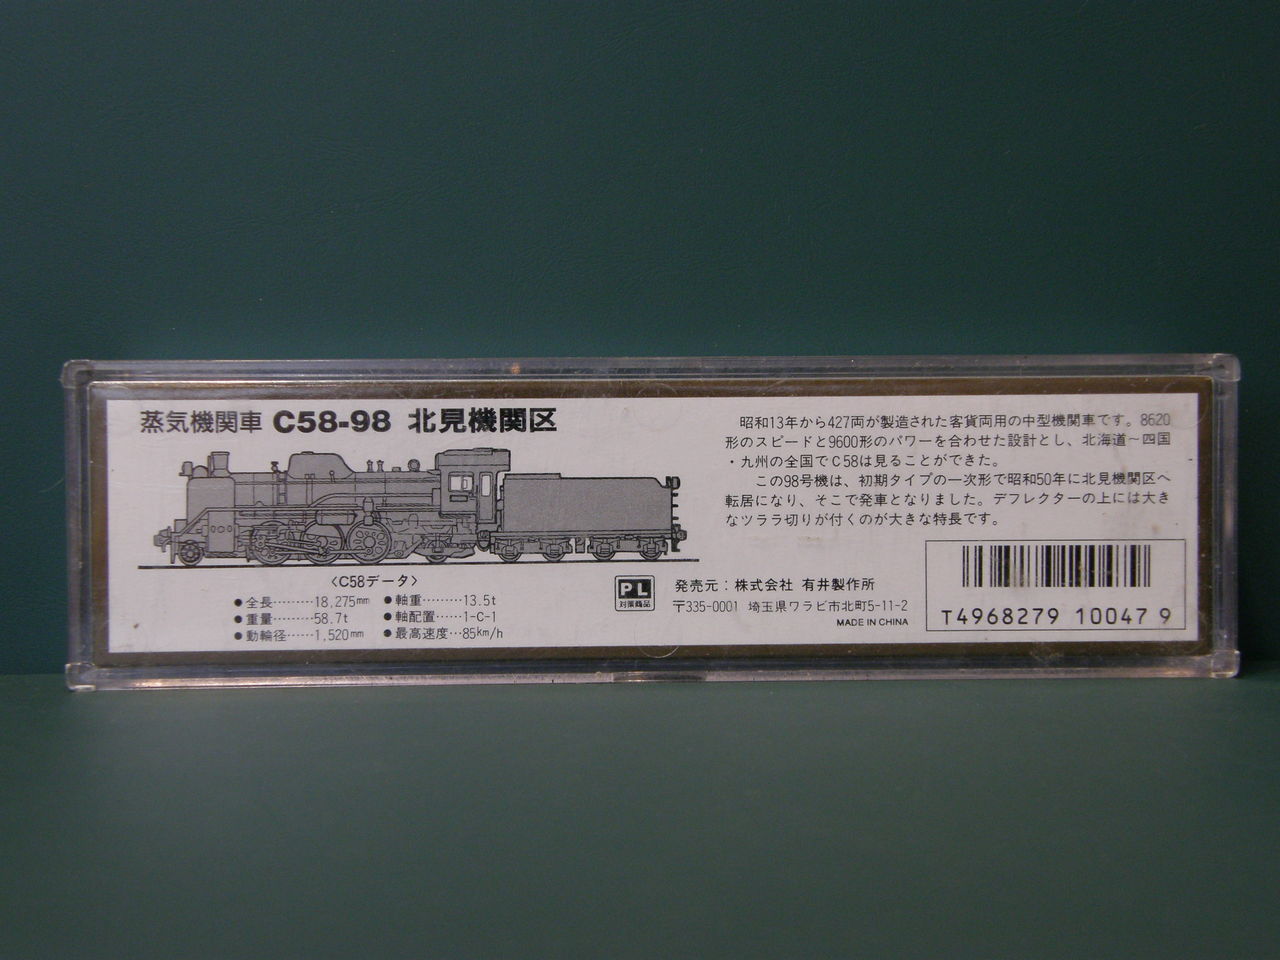 蒸気機関車 C58-98 北見機関区
〈C58データ〉
●全長………18,275mm
●重量………58.7t
●動輪径……1,520mm
●軸重………13.5t
●軸配置……1-C-1
●最高速度…85km/h
昭和13年から427両が製造された客貨両用の中型機関車です。8620
形のスピードと9600形のパワーを合わせた設計とし、北海道～四国
・九州の全国でC58は見ることができた。
この98号機は、初期タイプの一次形で昭和50年に北見機関区へ
転居になり、そこで発車となりました。デフレクターの上には大き
なツララ切りが付くのが大きな特長です。
PL
対策商品
発売元：株式会社 有井製作所
〒335-0001 埼玉県ワラビ市北町5-11-2
MADE IN CHINA
T4968279 10047 9